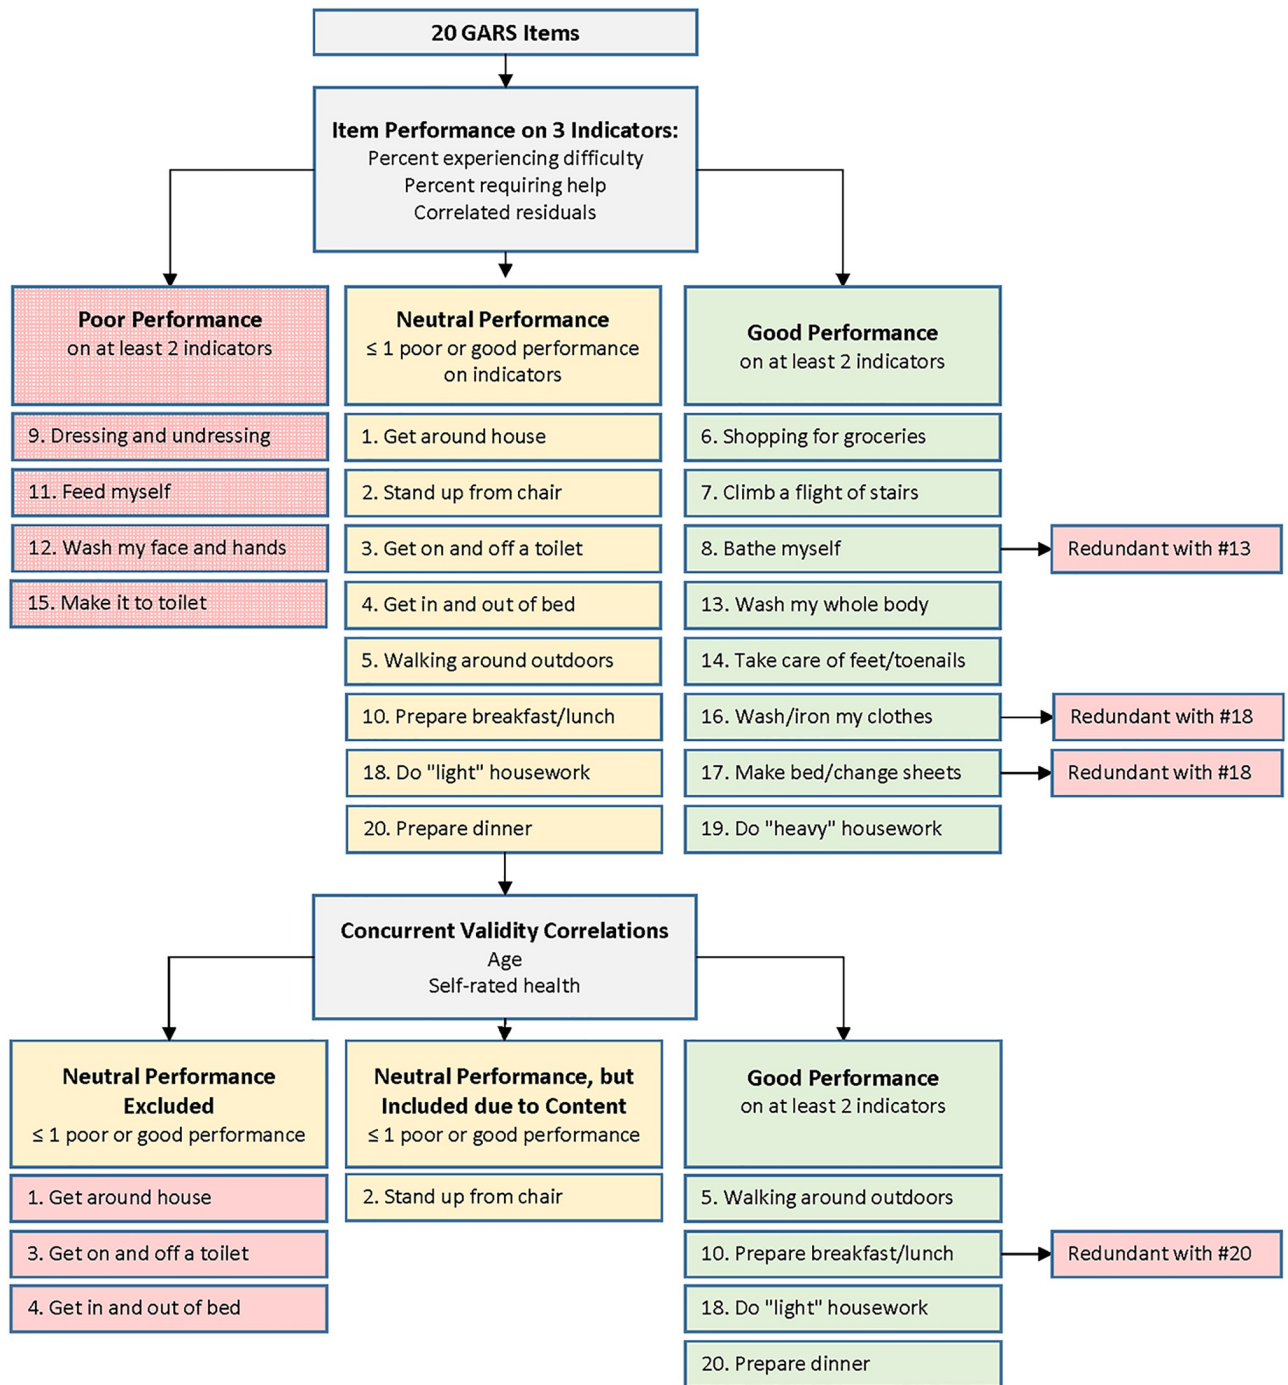 20 GARS Items
Item Performance on 3 Indicators:
Percent experiencing difficulty
Percent requiring help
Correlated residuals
Poor Performance
on at least 2 indicators
9. Dressing and undressing
11. Feed myself
12. Wash my face and hands
15. Make it to toilet
Neutral Performance
≤ 1 poor or good performance
on indicators
1. Get around house
2. Stand up from chair
3. Get on and off a toilet
4. Get in and out of bed
5. Walking around outdoors
10. Prepare breakfast/lunch
18. Do "light" housework
20. Prepare dinner
Good Performance
on at least 2 indicators
6. Shopping for groceries
7. Climb a flight of stairs
8. Bathe myself
Redundant with #13
13. Wash my whole body
14. Take care of feet/toenails
16. Wash/iron my clothes
Redundant with #18
17. Make bed/change sheets
Redundant with #18
19. Do "heavy" housework
Concurrent Validity Correlations
Age
Self-rated health
Neutral Performance
Excluded
≤ 1 poor or good performance
1. Get around house
3. Get on and off a toilet
4. Get in and out of bed
Neutral Performance, but
Included due to Content
≤ 1 poor or good performance
2. Stand up from chair
Good Performance
on at least 2 indicators
5. Walking around outdoors
10. Prepare breakfast/lunch
Redundant with #20
18. Do "light" housework
20. Prepare dinner